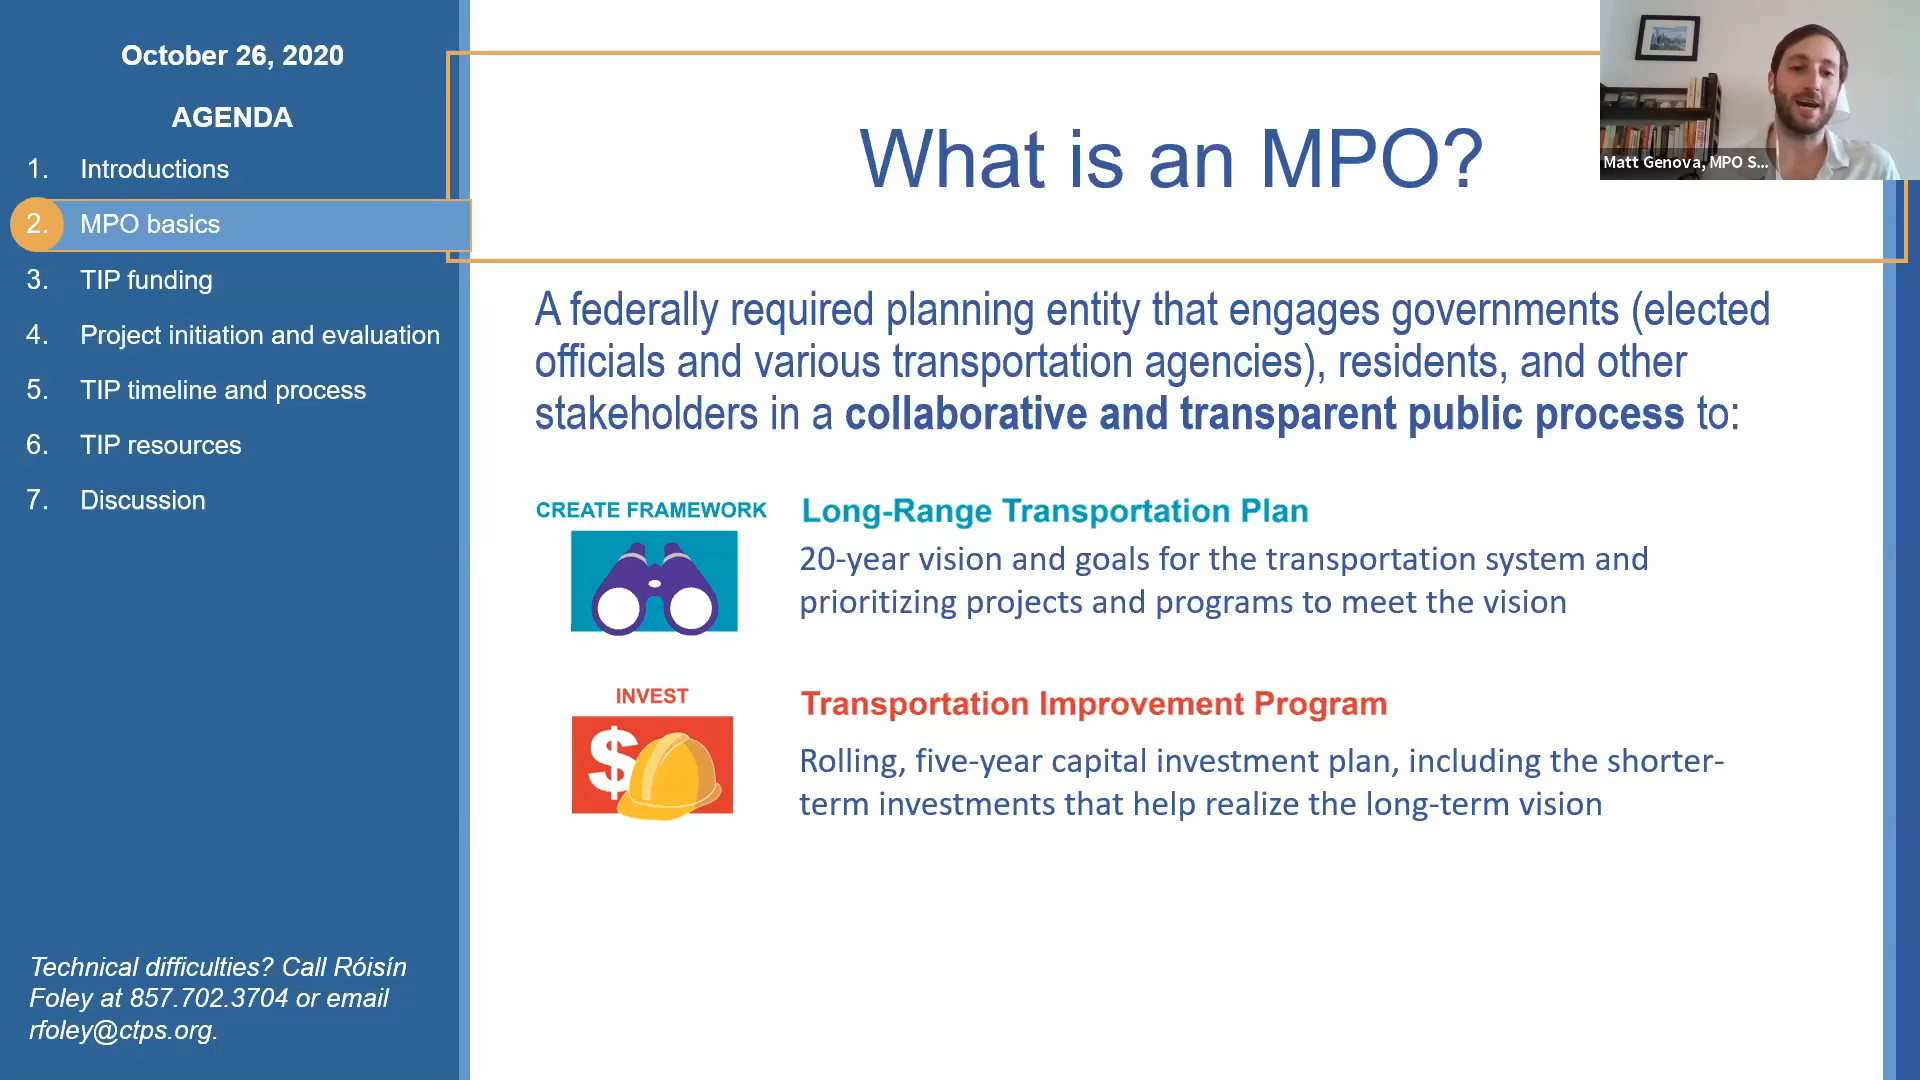 October 26, 2020
AGENDA
1. Introductions
2. MPO basics
3. TIP funding
4. Project initiation and evaluation
5. TIP timeline and process
6. TIP resources
7. Discussion
Technical difficulties? Call Róisín
Foley at 857.702.3704 or email
rfoley@ctps.org.
What is an MPO?
Matt Genova, MPO S...
A federally required planning entity that engages governments (elected
officials and various transportation agencies), residents, and other
stakeholders in a collaborative and transparent public process to:
CREATE FRAMEWORK
Long-Range Transportation Plan
20-year vision and goals for the transportation system and
prioritizing projects and programs to meet the vision
INVEST
$
Transportation Improvement Program
Rolling, five-year capital investment plan, including the shorter-
term investments that help realize the long-term vision